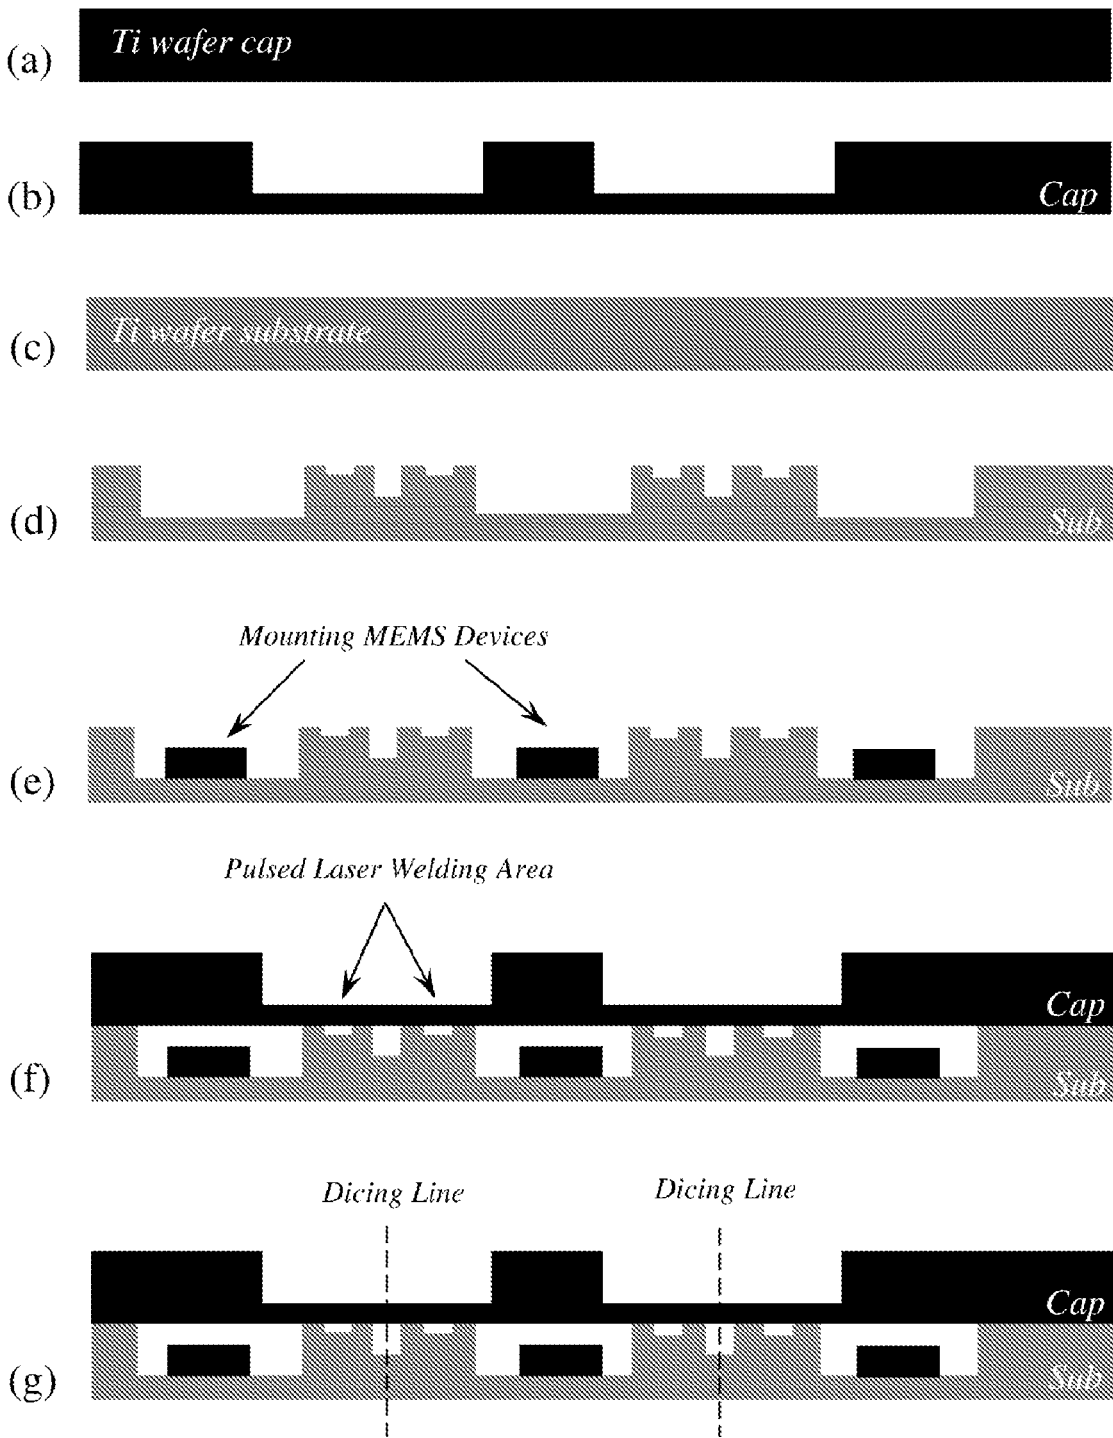 (a)
Ti wafer cap
(b)
Cap
(c)
Ti wafer substrate
(d)
Sub
Mounting MEMS Devices
(e)
Sub
Pulsed Laser Welding Area
Cap
(f)
Sub
Dicing Line
Dicing Line
Cap
(g)
Sub